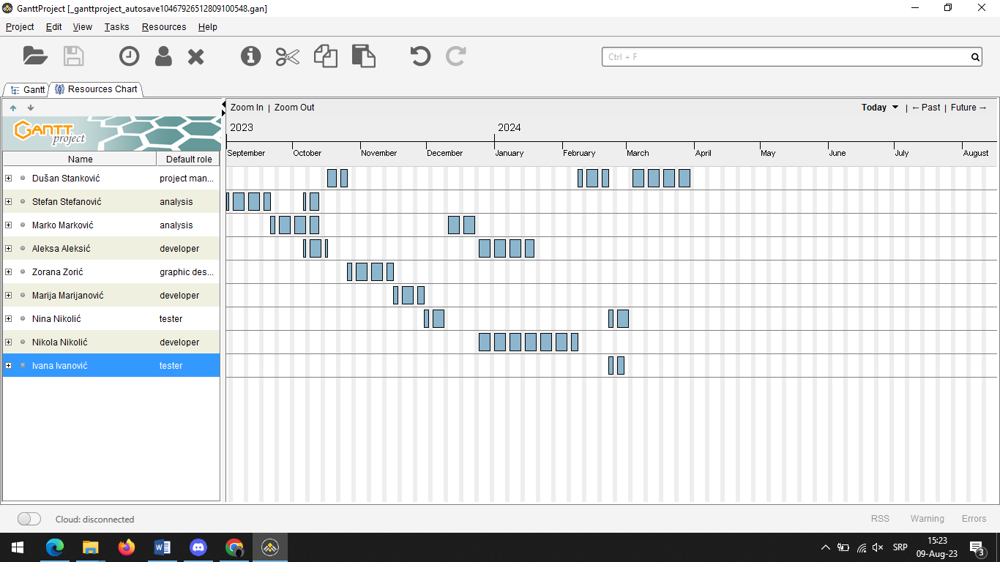 GanttProject [_ganttproject_autosave10467926512809100548.gan]
Project Edit View Tasks Resources Help
Ctrl + F
Gantt Resources Chart
Zoom In | Zoom Out Today | ←Past | Future→
GANTT project
2023 2024
Name Default role
September October November December January February March April May June July August
Dušan Stanković project man...
Stefan Stefanović analysis
Marko Marković analysis
Aleksa Aleksić developer
Zorana Zorić graphic des...
Marija Marijanović developer
Nina Nikolić tester
Nikola Nikolić developer
Ivana Ivanović tester
Cloud: disconnected RSS Warning Errors
SRP 15:23
09-Aug-23 3